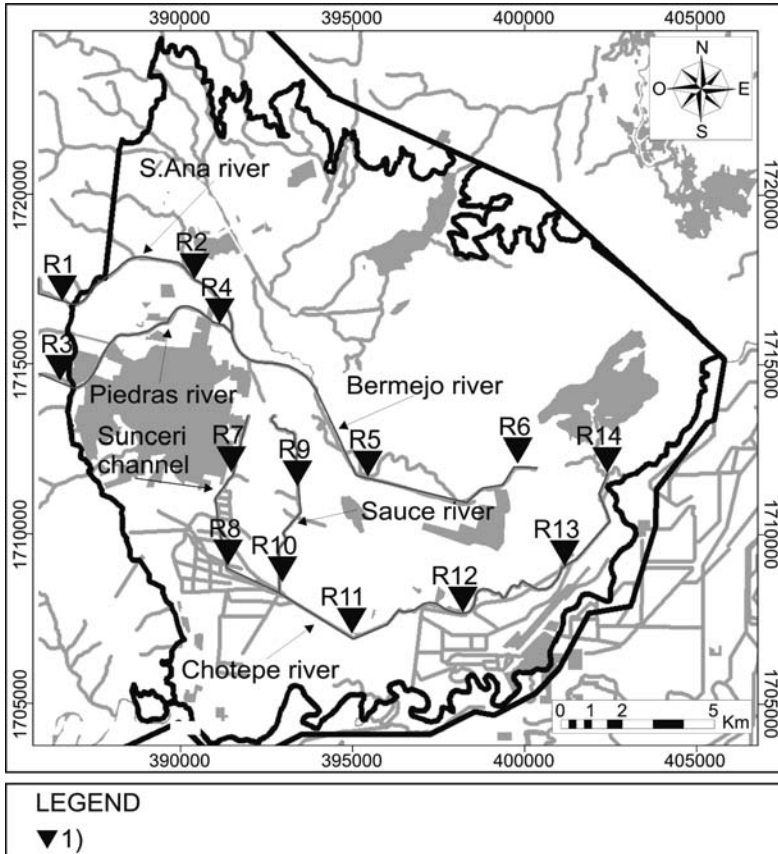 390000 395000 400000 405000
N
O E
S
1720000 1720000
S.Ana river
R2
R1
R4
R3
1715000 1715000
Piedras river
Bermejo river
Sunceri
channel
R7
R9
R5
R6
R14
Sauce river
1710000 1710000
R8
R10
R13
R11
R12
Chotepe river
1705000 1705000
0 1 2 5
Km
390000 395000 400000 405000
LEGEND
▼1)